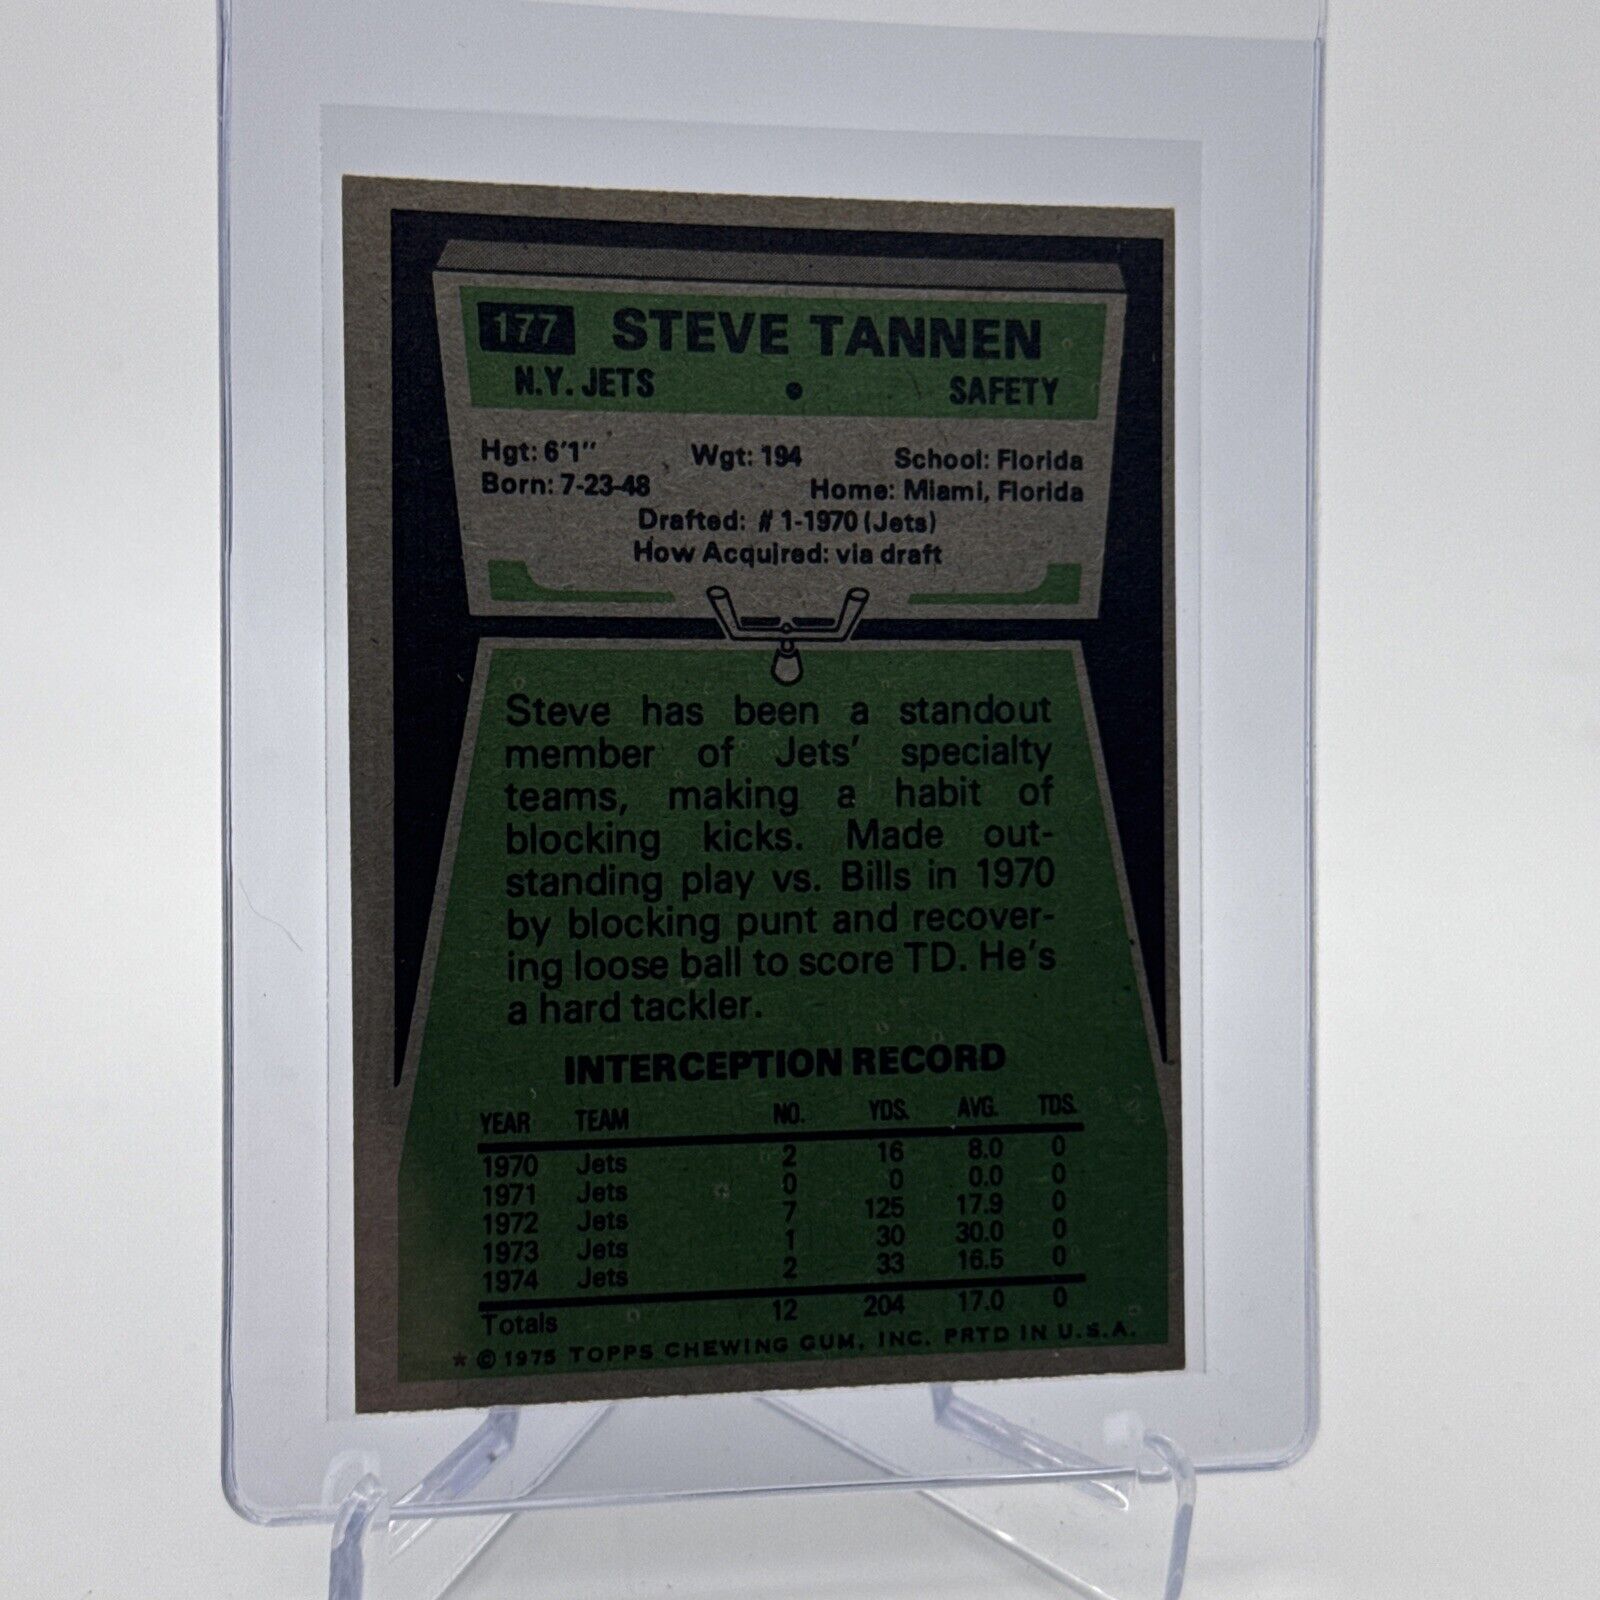 177 STEVE TANNEN
N.Y. JETS • SAFETY
Hgt: 6'1" Wgt: 194 School: Florida
Born: 7-23-48 Home: Miami, Florida
Drafted: # 1-1970 (Jets)
How Acquired: via draft
Steve has been a standout
member of Jets' specialty
teams, making a habit of
blocking kicks. Made out-
standing play vs. Bills in 1970
by blocking punt and recover-
ing loose ball to score TD. He's
a hard tackler.
INTERCEPTION RECORD
YEAR TEAM NO. YDS. AVG. TDS.
1970 Jets 2 16 8.0 0
1971 Jets 0 0 0.0 0
1972 Jets 7 125 17.9 0
1973 Jets 1 30 30.0 0
1974 Jets 2 33 16.5 0
Totals 12 204 17.0 0
* © 1975 TOPPS CHEWING GUM, INC. PRTD IN U.S.A.